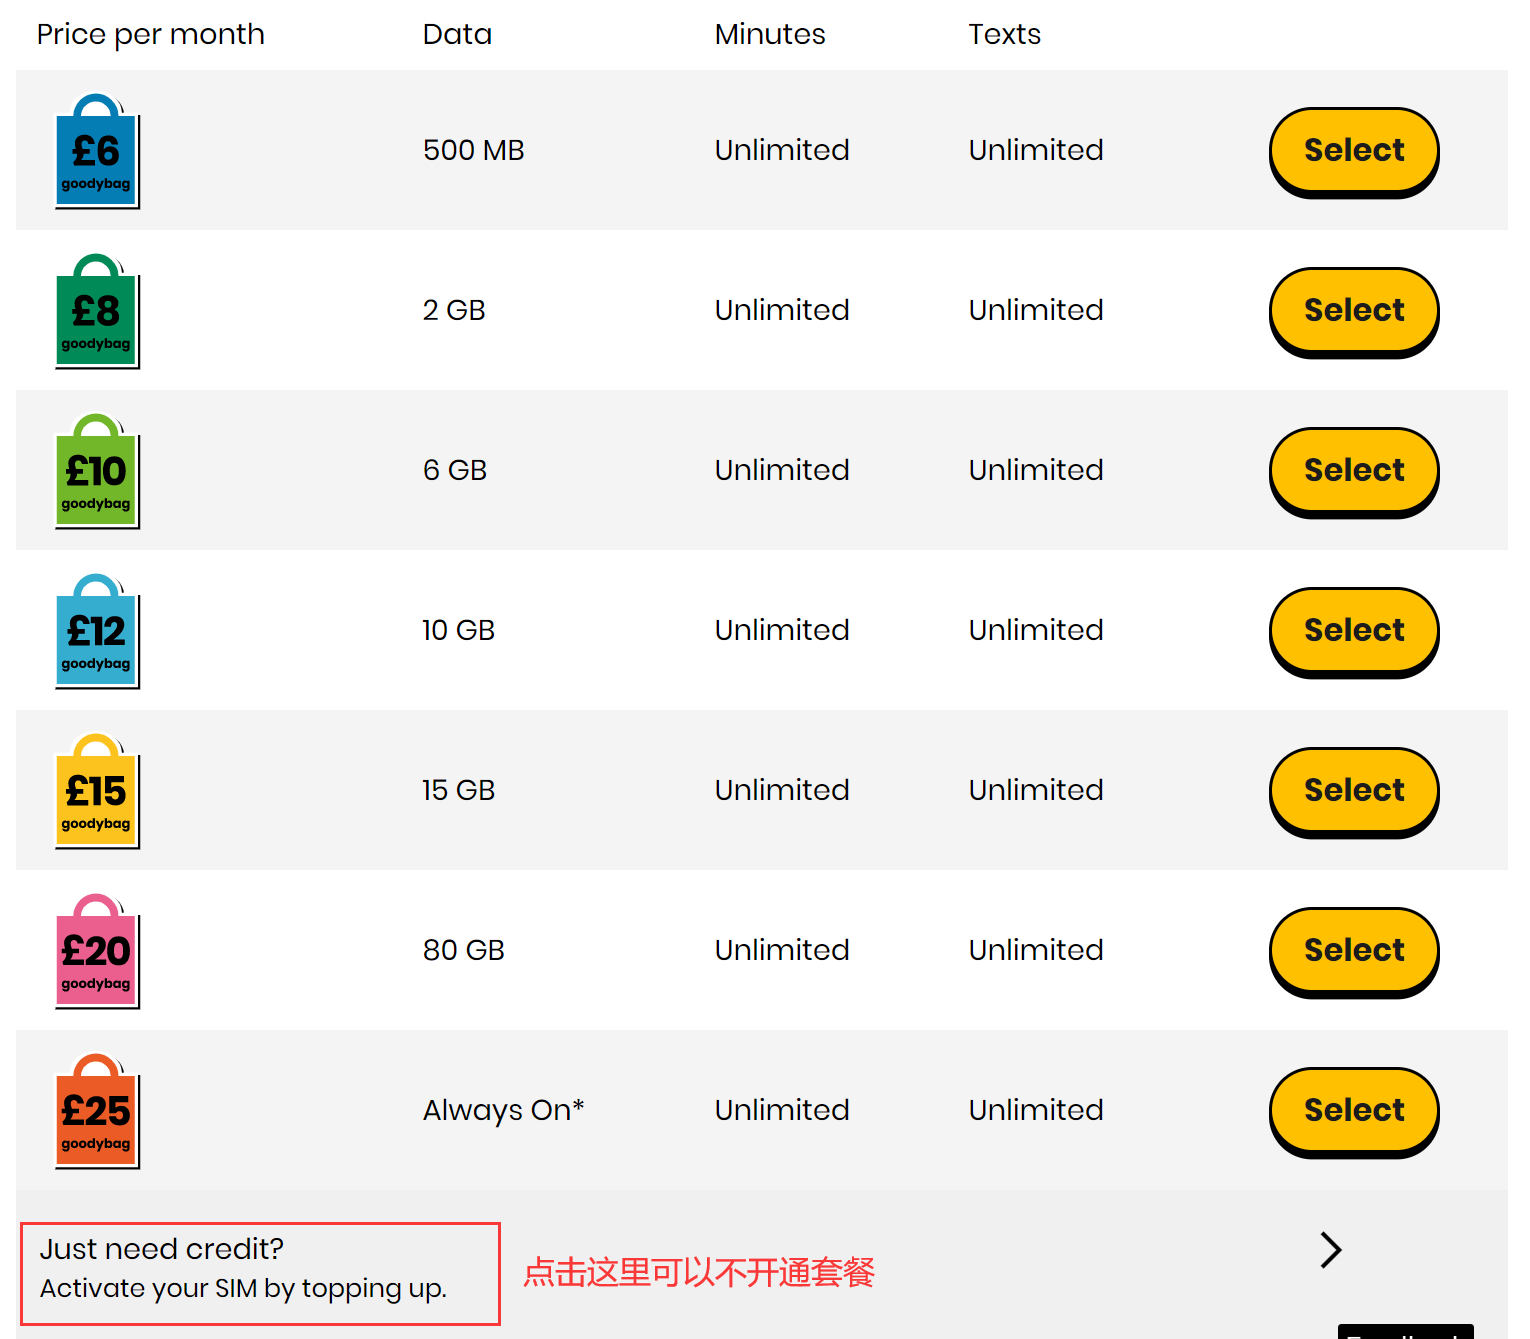 Price per month Data Minutes Texts
£6
goodybag
500 MB Unlimited Unlimited Select
£8
goodybag
2 GB Unlimited Unlimited Select
£10
goodybag
6 GB Unlimited Unlimited Select
£12
goodybag
10 GB Unlimited Unlimited Select
£15
goodybag
15 GB Unlimited Unlimited Select
£20
goodybag
80 GB Unlimited Unlimited Select
£25
goodybag
Always On* Unlimited Unlimited Select
Just need credit?
Activate your SIM by topping up.
点击这里可以不开通套餐